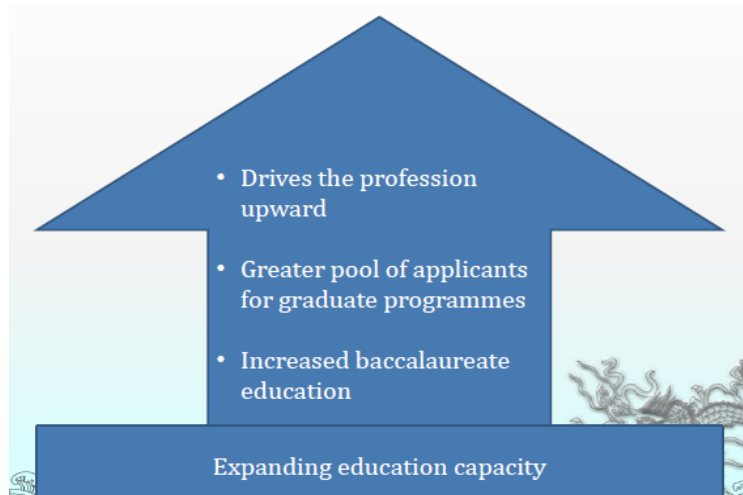 • Drives the profession
upward
• Greater pool of applicants
for graduate programmes
• Increased baccalaureate
education
Expanding education capacity